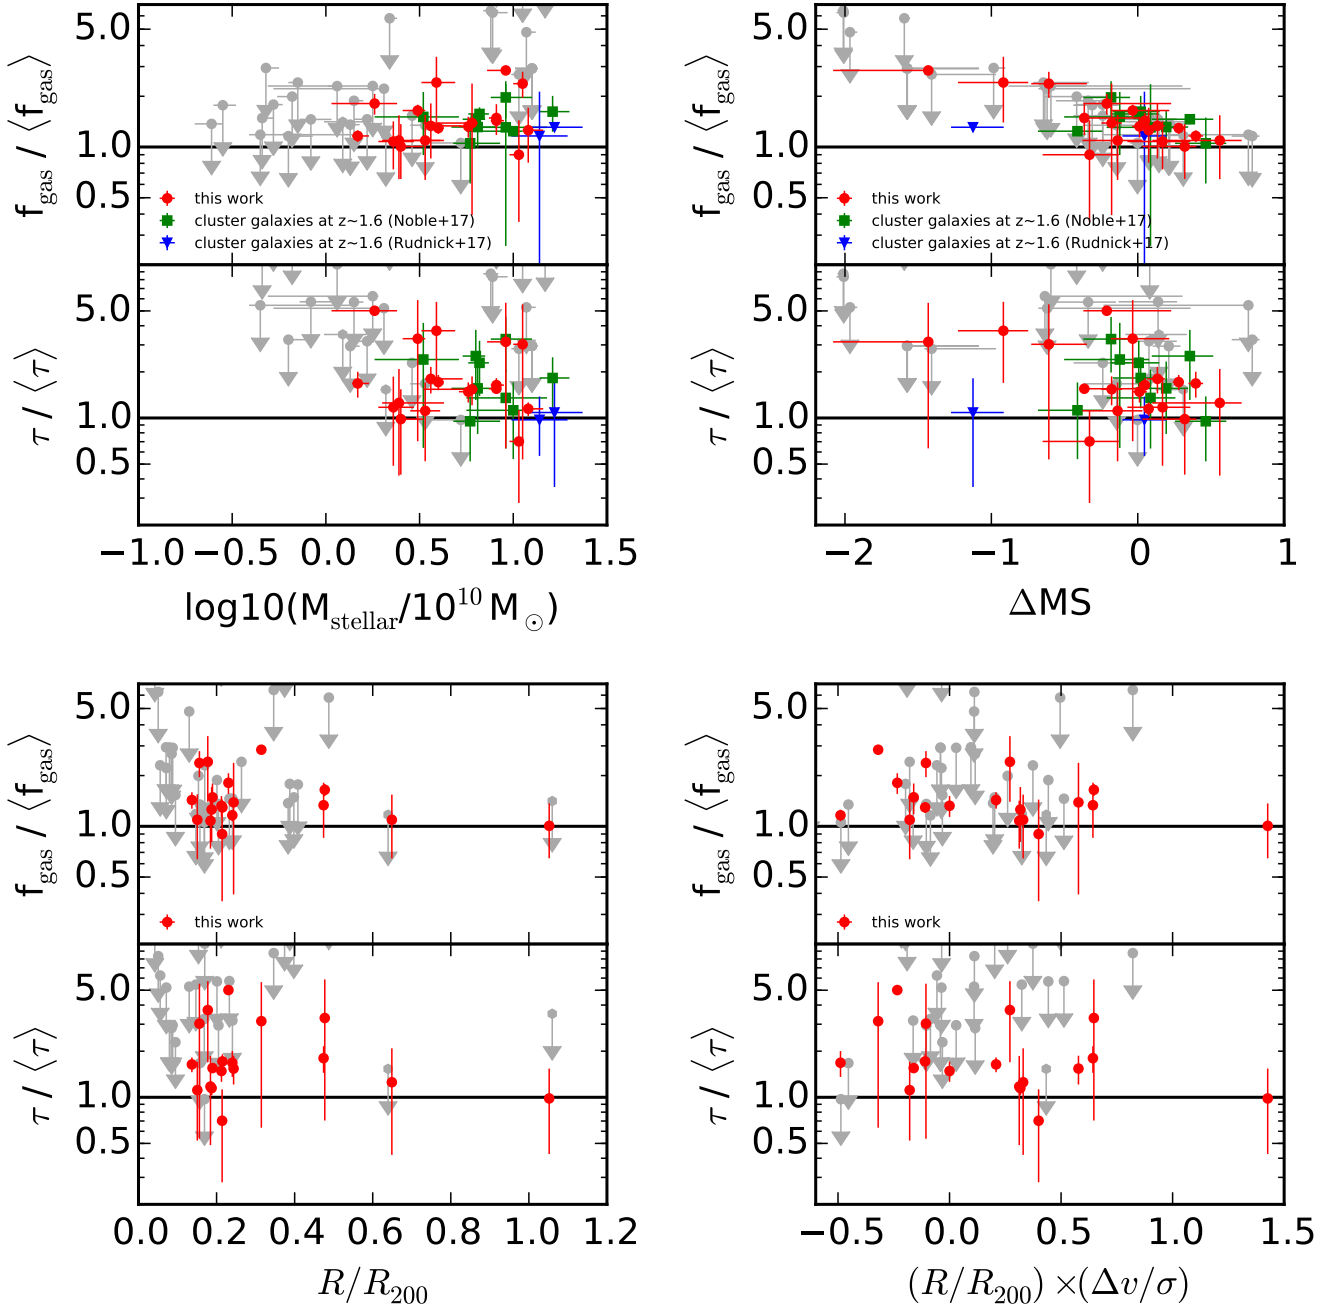 5.0
1.0
0.5
f_gas / ⟨f_gas⟩
this work
cluster galaxies at z~1.6 (Noble+17)
cluster galaxies at z~1.6 (Rudnick+17)
5.0
1.0
0.5
τ / ⟨τ⟩
−1.0 −0.5 0.0 0.5 1.0 1.5
log10(M_stellar/10^10 M_⊙)
5.0
1.0
0.5
f_gas / ⟨f_gas⟩
this work
cluster galaxies at z~1.6 (Noble+17)
cluster galaxies at z~1.6 (Rudnick+17)
5.0
1.0
0.5
τ / ⟨τ⟩
−2 −1 0 1
ΔMS
5.0
1.0
0.5
f_gas / ⟨f_gas⟩
this work
5.0
1.0
0.5
τ / ⟨τ⟩
0.0 0.2 0.4 0.6 0.8 1.0 1.2
R/R_200
5.0
1.0
0.5
f_gas / ⟨f_gas⟩
this work
5.0
1.0
0.5
τ / ⟨τ⟩
−0.5 0.0 0.5 1.0 1.5
(R/R_200) ×(Δv/σ)